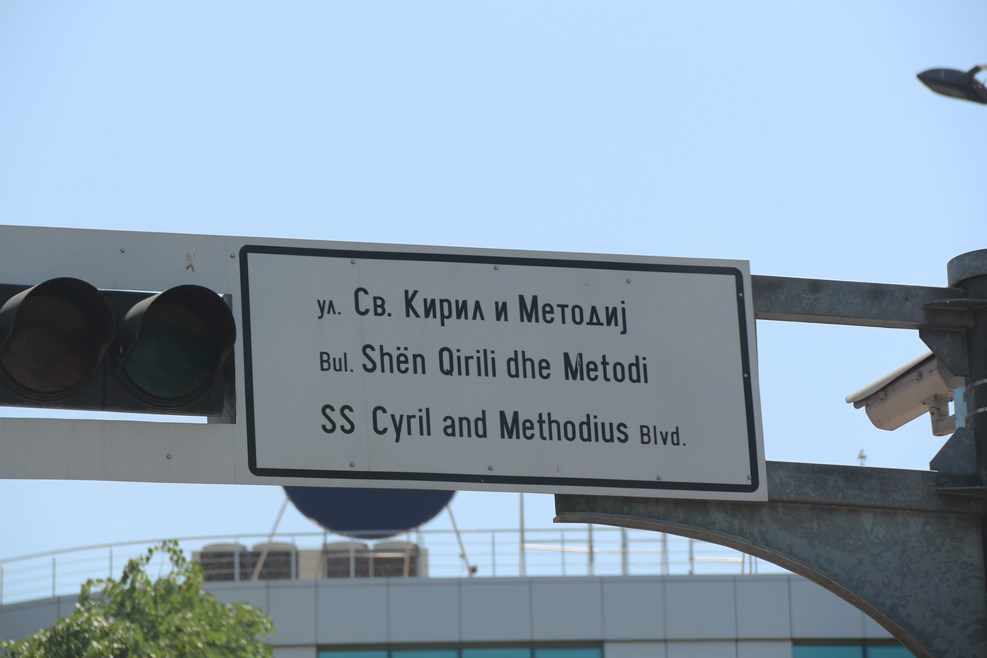 ул. Св. Кирил и Методиј
Bul. Shën Qirili dhe Metodi
SS Cyril and Methodius Blvd.